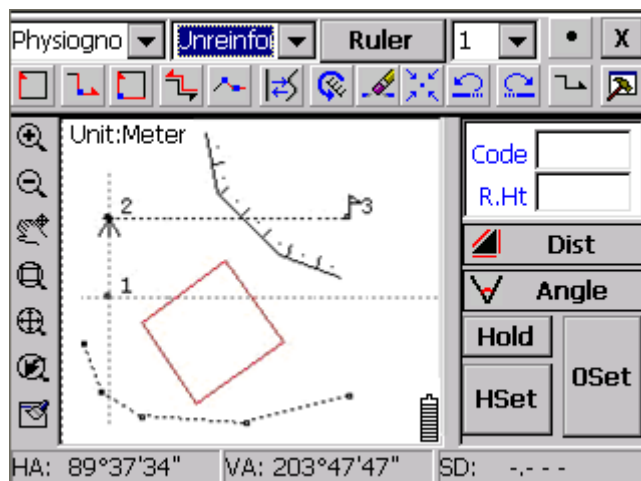 Physiogno Unreinfo Ruler 1 X
Unit:Meter
Code
R.Ht
2
3
Dist
1
Angle
Hold
0Set
HSet
HA: 89°37'34" VA: 203°47'47" SD: -.- - -